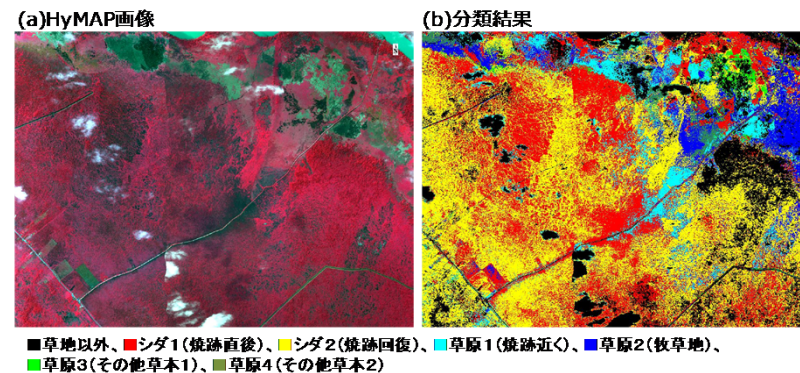 (a)HyMAP画像
(b)分類結果
■草地以外、■シダ1(焼跡直後)、■シダ2(焼跡回復)、■草原1(焼跡近く)、■草原2(牧草地)、
■草原3(その他草本1)、■草原4(その他草本2)